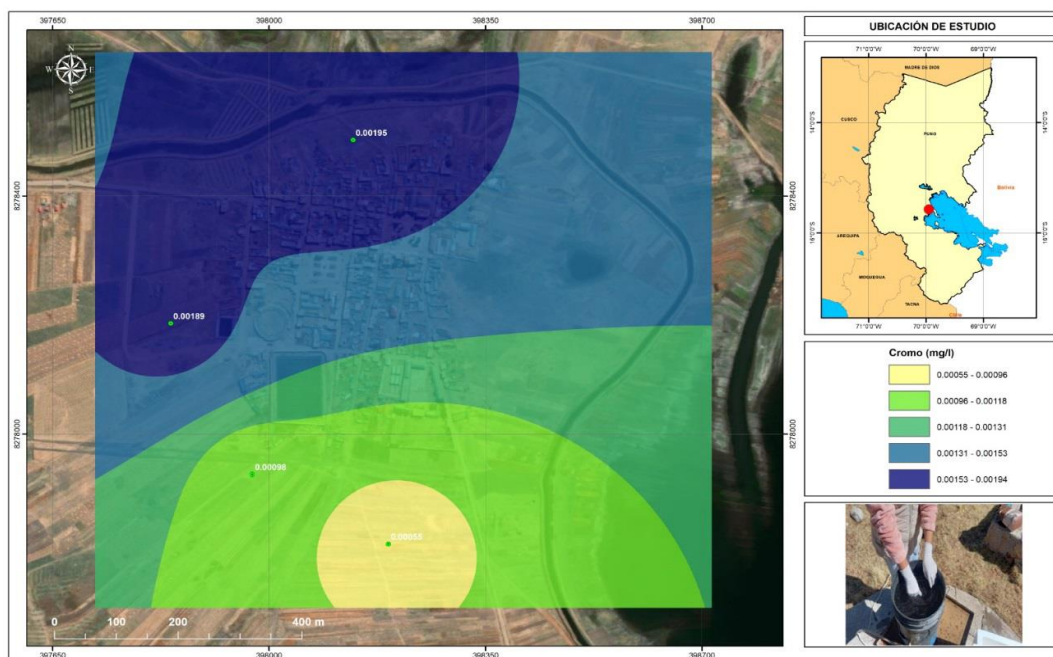 397650 398000 398350 398700
N
W E
S
0.00195
0.00189
0.00098
0.00055
8278400
8278000
0 100 200 400 m
8278400
8278000
397650 398000 398350 398700
UBICACIÓN DE ESTUDIO
71°0'0"W 70°0'0"W 69°0'0"W
MADRE DE DIOS
CUSCO
PUNO
Bolivia
AREQUIPA
MOQUEGUA
TACNA
Chile
14°0'0"S
16°0'0"S
14°0'0"S
16°0'0"S
71°0'0"W 70°0'0"W 69°0'0"W
Cromo (mg/l)
0.00055 - 0.00096
0.00096 - 0.00118
0.00118 - 0.00131
0.00131 - 0.00153
0.00153 - 0.00194